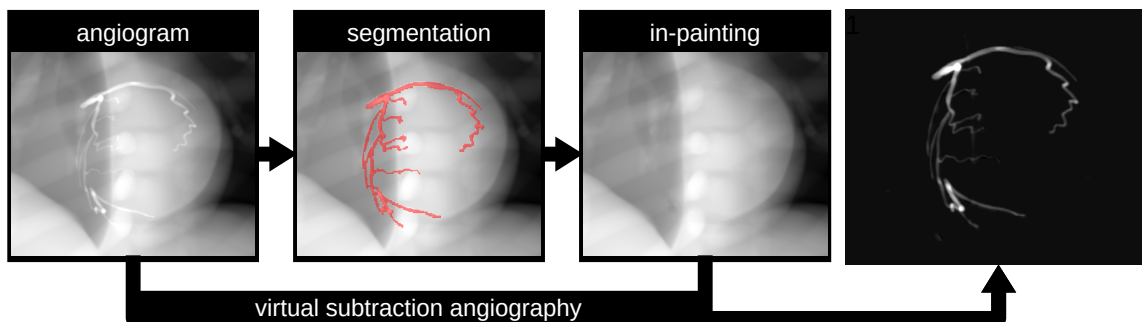 angiogram
segmentation
in-painting
1
virtual subtraction angiography